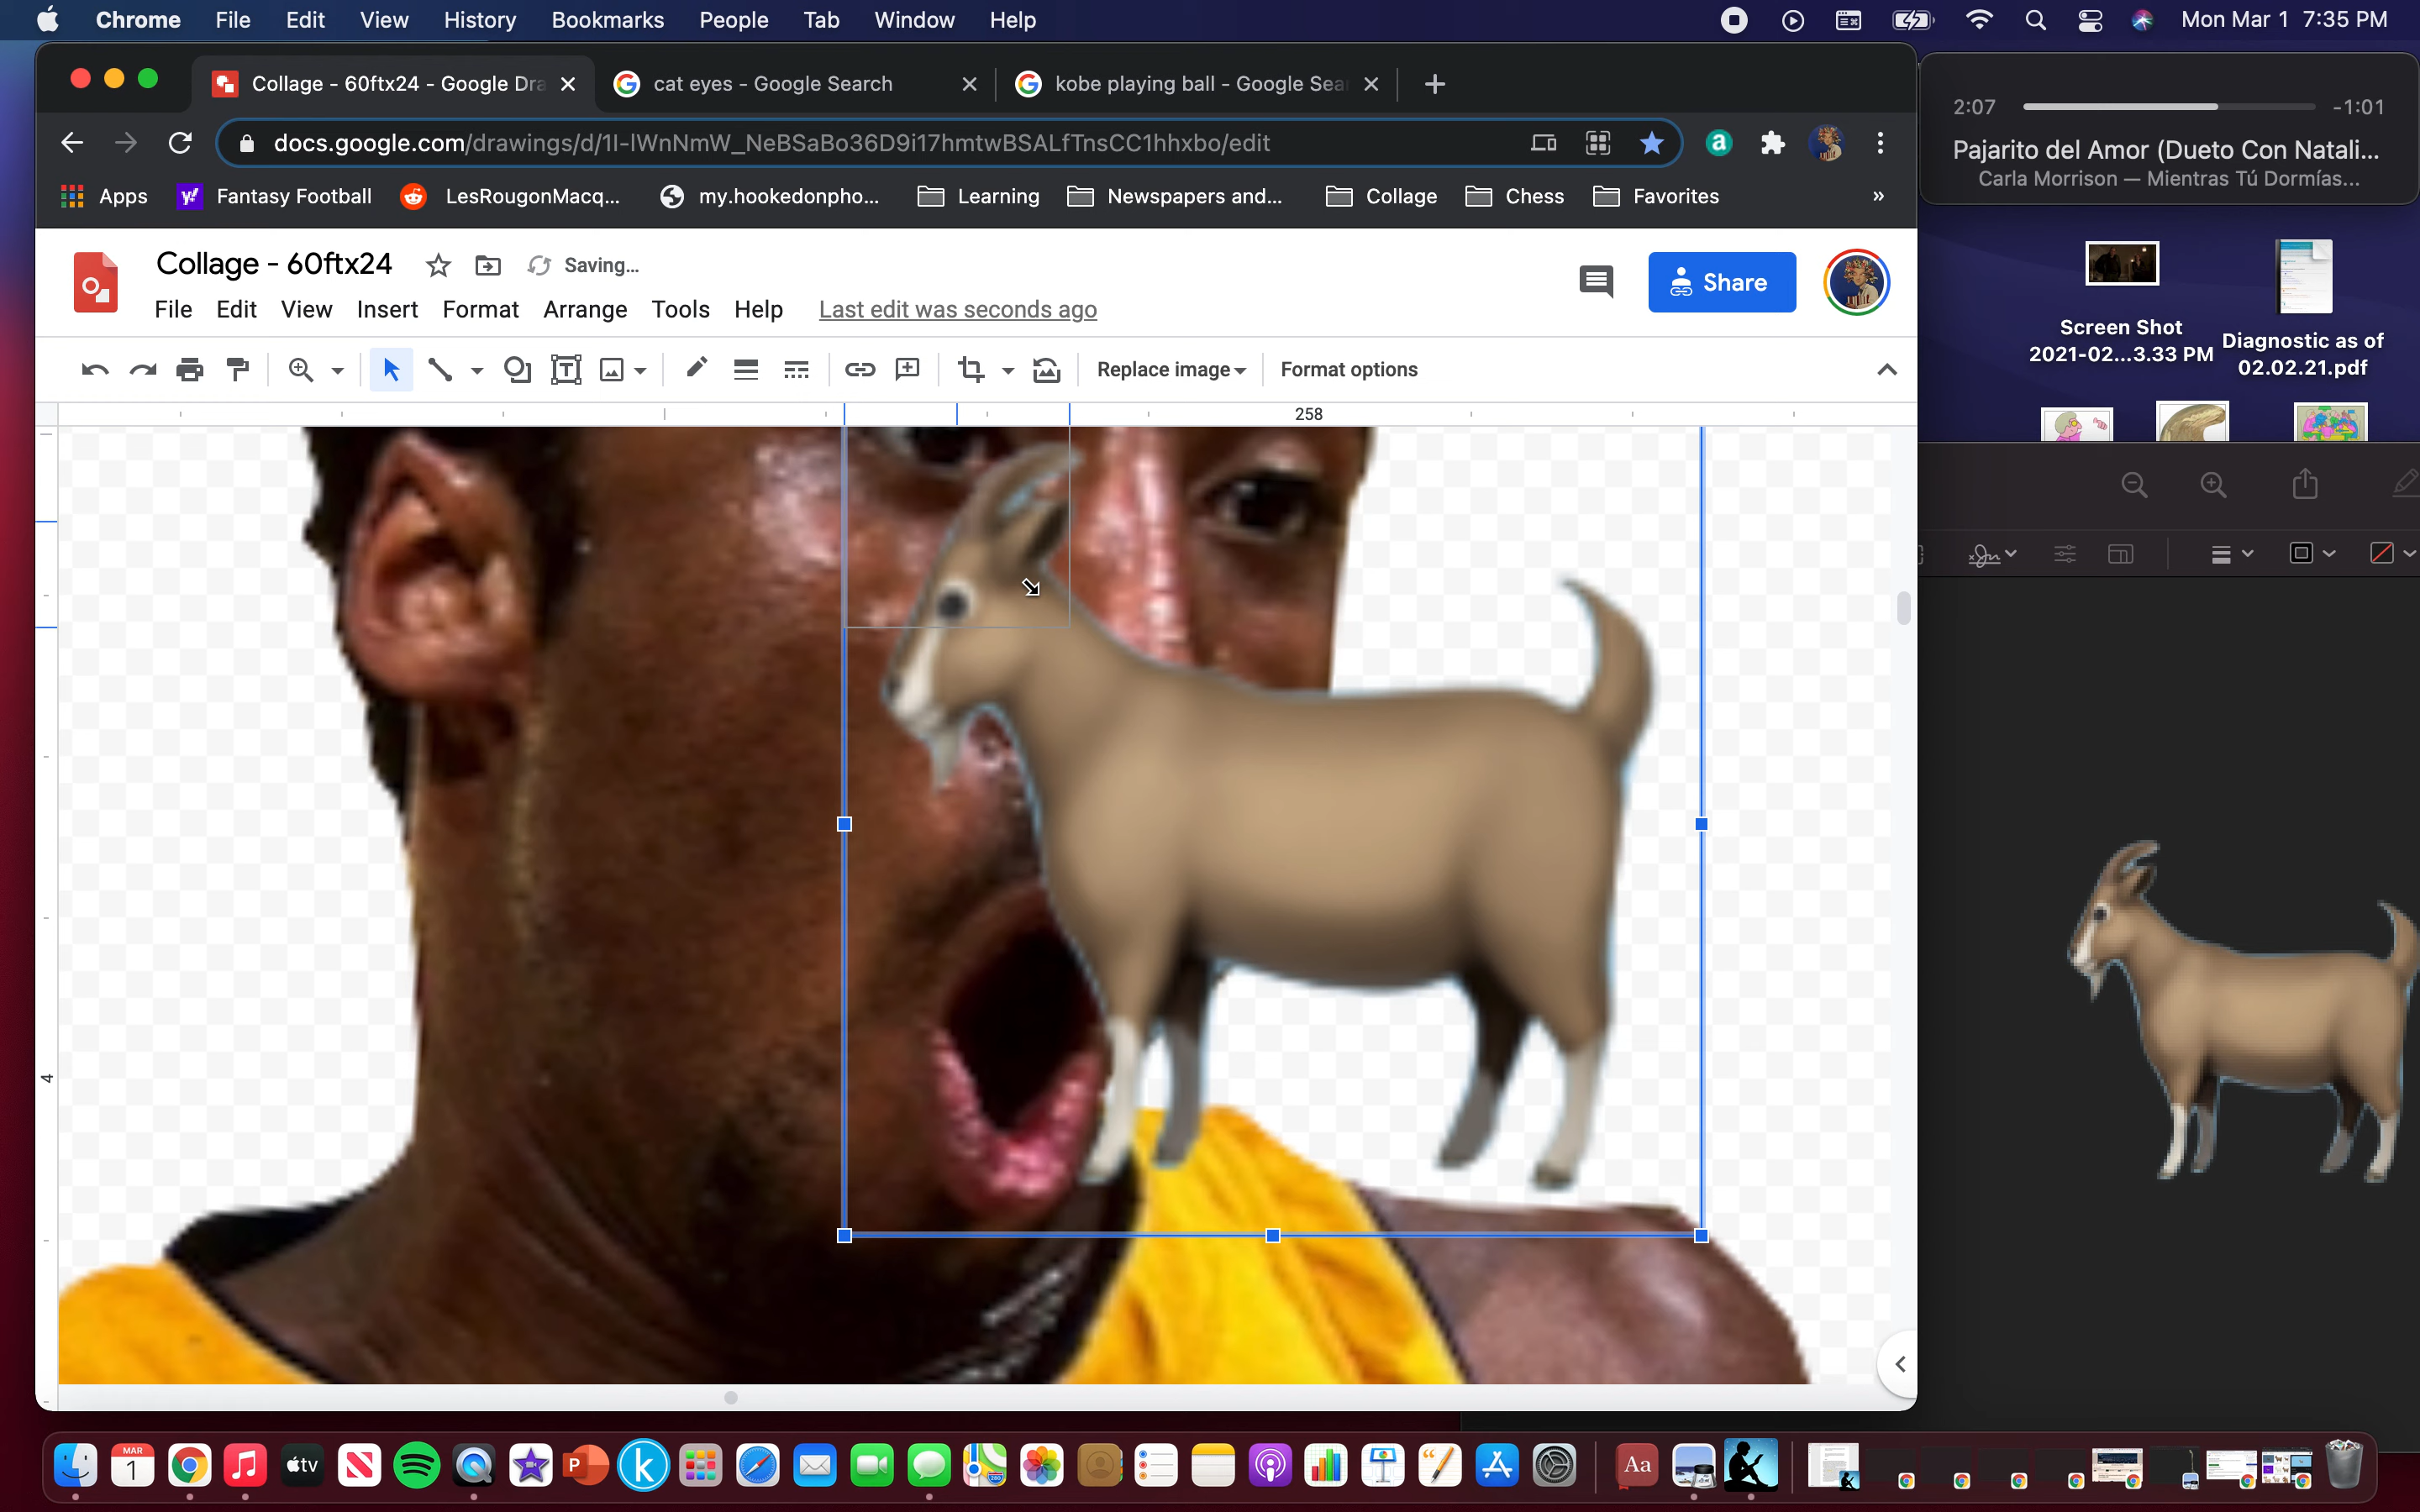 Chrome File Edit View History Bookmarks People Tab Window Help Mon Mar 1 7:35 PM
Collage - 60ftx24 - Google Dra cat eyes - Google Search kobe playing ball - Google Sea
2:07 -1:01
docs.google.com/drawings/d/1I-lWnNmW_NeBSaBo36D9i17hmtwBSALfTnsCC1hhxbo/edit a
Pajarito del Amor (Dueto Con Natali...
Carla Morrison — Mientras Tú Dormías...
Apps Fantasy Football LesRougonMacq... my.hookedonpho... Learning Newspapers and... Collage Chess Favorites »
Collage - 60ftx24 Saving...
Share
File Edit View Insert Format Arrange Tools Help Last edit was seconds ago
Screen Shot
2021-02...3.33 PM
Diagnostic as of
02.02.21.pdf
Replace image Format options
258
4
MAR
1
tv
P
k
Aa